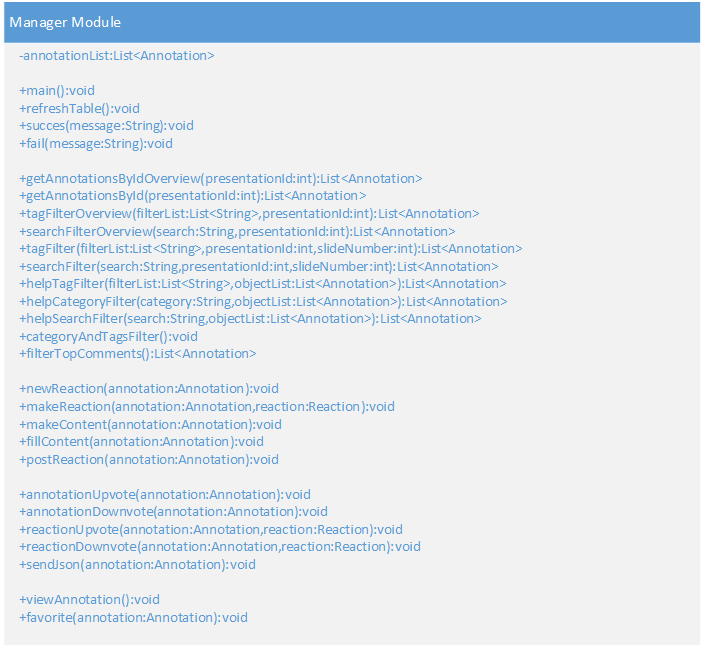 Manager Module
-annotationList:List<Annotation>
+main():void
+refreshTable():void
+succes(message:String):void
+fail(message:String):void
+getAnnotationsByIdOverview(presentationId:int):List<Annotation>
+getAnnotationsById(presentationId:int):List<Annotation>
+tagFilterOverview(filterList:List<String>,presentationId:int):List<Annotation>
+searchFilterOverview(search:String,presentationId:int):List<Annotation>
+tagFilter(filterList:List<String>,presentationId:int,slideNumber:int):List<Annotation>
+searchFilter(search:String,presentationId:int,slideNumber:int):List<Annotation>
+helpTagFilter(filterList:List<String>,objectList:List<Annotation>):List<Annotation>
+helpCategoryFilter(category:String,objectList:List<Annotation>):List<Annotation>
+helpSearchFilter(search:String,objectList:List<Annotation>):List<Annotation>
+categoryAndTagsFilter():void
+filterTopComments():List<Annotation>
+newReaction(annotation:Annotation):void
+makeReaction(annotation:Annotation,reaction:Reaction):void
+makeContent(annotation:Annotation):void
+fillContent(annotation:Annotation):void
+postReaction(annotation:Annotation):void
+annotationUpvote(annotation:Annotation):void
+annotationDownvote(annotation:Annotation):void
+reactionUpvote(annotation:Annotation,reaction:Reaction):void
+reactionDownvote(annotation:Annotation,reaction:Reaction):void
+sendJson(annotation:Annotation):void
+viewAnnotation():void
+favorite(annotation:Annotation):void